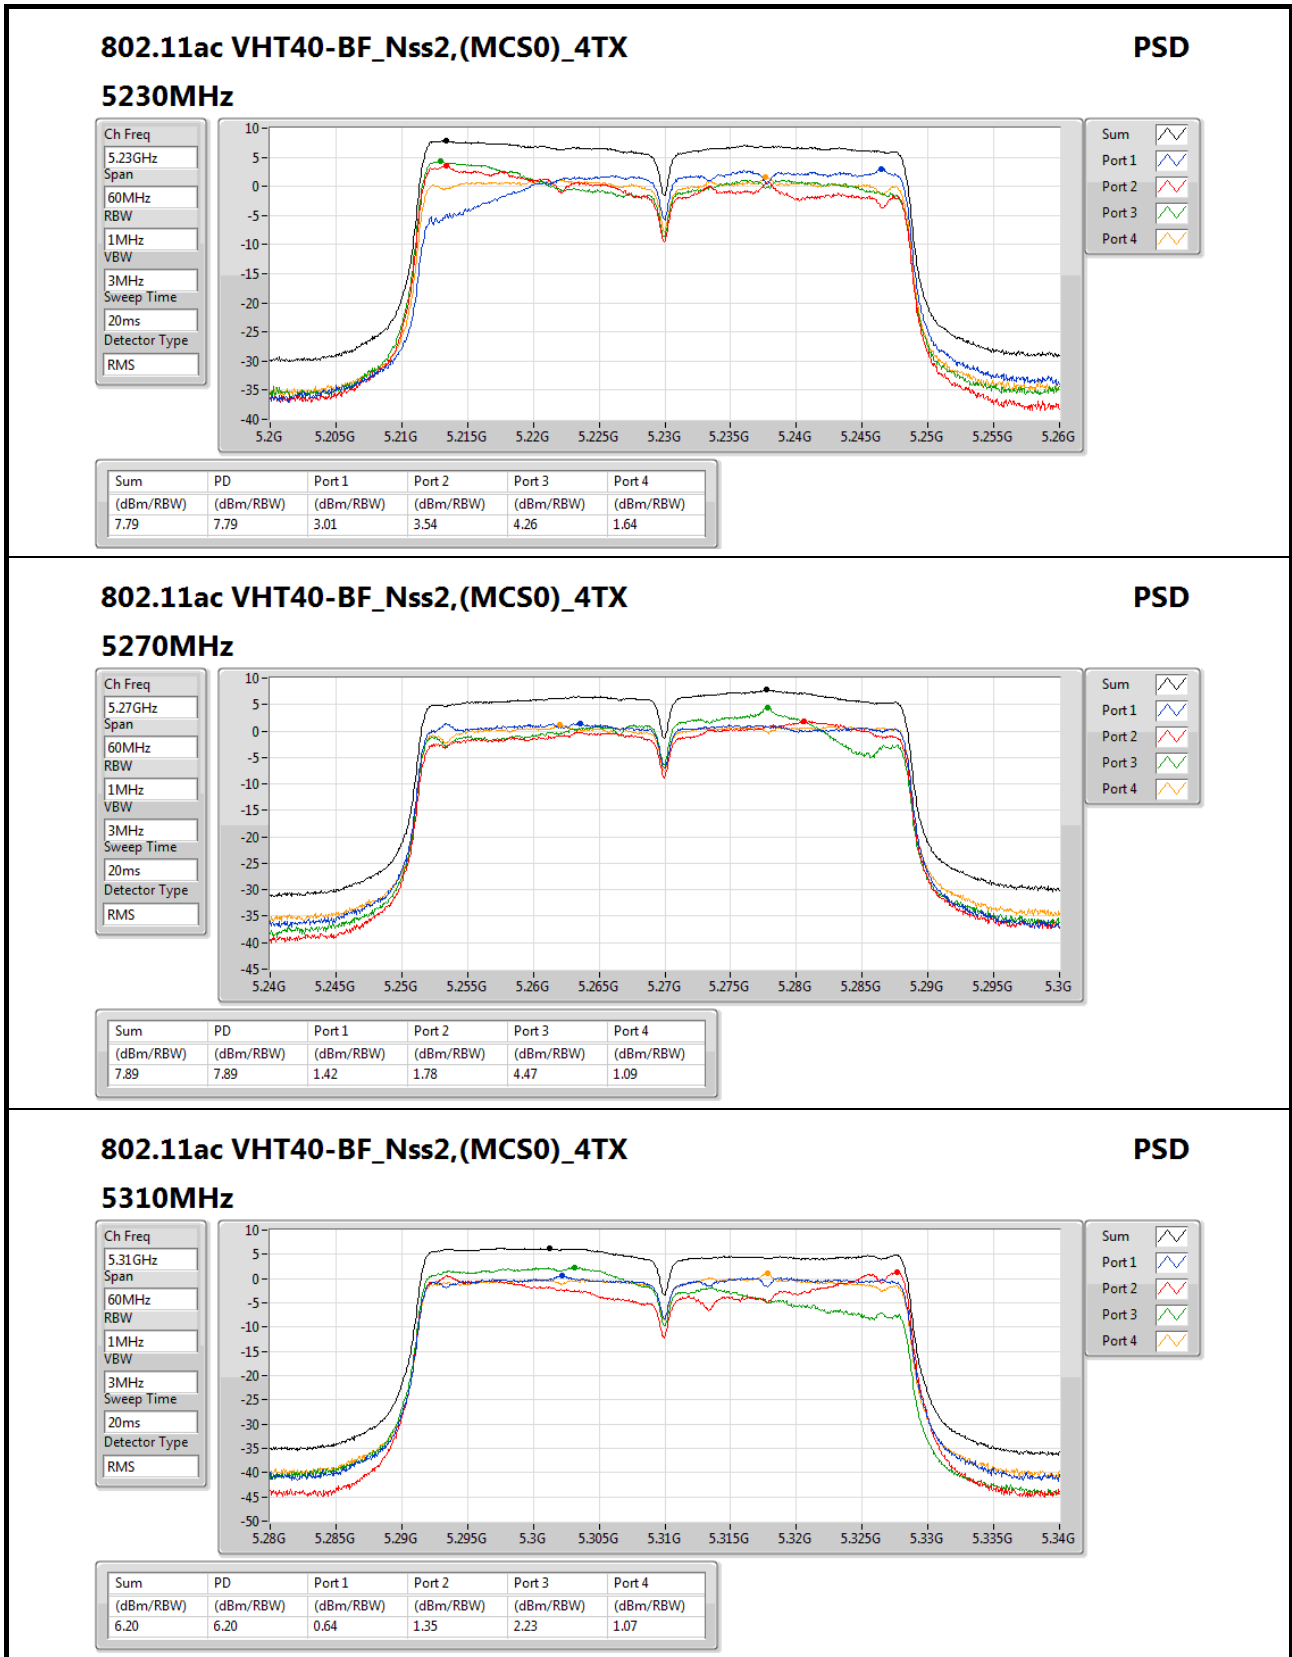 802.11ac VHT40-BF_Nss2,(MCS0)_4TX PSD
5230MHz
Ch Freq
5.23GHz
Span
60MHz
RBW
1MHz
VBW
3MHz
Sweep Time
20ms
Detector Type
RMS
10
5
0
-5
-10
-15
-20
-25
-30
-35
-40
5.2G 5.205G 5.21G 5.215G 5.22G 5.225G 5.23G 5.235G 5.24G 5.245G 5.25G 5.255G 5.26G
Sum
Port 1
Port 2
Port 3
Port 4
Sum PD Port 1 Port 2 Port 3 Port 4
(dBm/RBW) (dBm/RBW) (dBm/RBW) (dBm/RBW) (dBm/RBW) (dBm/RBW)
7.79 7.79 3.01 3.54 4.26 1.64
802.11ac VHT40-BF_Nss2,(MCS0)_4TX PSD
5270MHz
Ch Freq
5.27GHz
Span
60MHz
RBW
1MHz
VBW
3MHz
Sweep Time
20ms
Detector Type
RMS
10
5
0
-5
-10
-15
-20
-25
-30
-35
-40
-45
5.24G 5.245G 5.25G 5.255G 5.26G 5.265G 5.27G 5.275G 5.28G 5.285G 5.29G 5.295G 5.3G
Sum
Port 1
Port 2
Port 3
Port 4
Sum PD Port 1 Port 2 Port 3 Port 4
(dBm/RBW) (dBm/RBW) (dBm/RBW) (dBm/RBW) (dBm/RBW) (dBm/RBW)
7.89 7.89 1.42 1.78 4.47 1.09
802.11ac VHT40-BF_Nss2,(MCS0)_4TX PSD
5310MHz
Ch Freq
5.31GHz
Span
60MHz
RBW
1MHz
VBW
3MHz
Sweep Time
20ms
Detector Type
RMS
10
5
0
-5
-10
-15
-20
-25
-30
-35
-40
-45
-50
5.28G 5.285G 5.29G 5.295G 5.3G 5.305G 5.31G 5.315G 5.32G 5.325G 5.33G 5.335G 5.34G
Sum
Port 1
Port 2
Port 3
Port 4
Sum PD Port 1 Port 2 Port 3 Port 4
(dBm/RBW) (dBm/RBW) (dBm/RBW) (dBm/RBW) (dBm/RBW) (dBm/RBW)
6.20 6.20 0.64 1.35 2.23 1.07